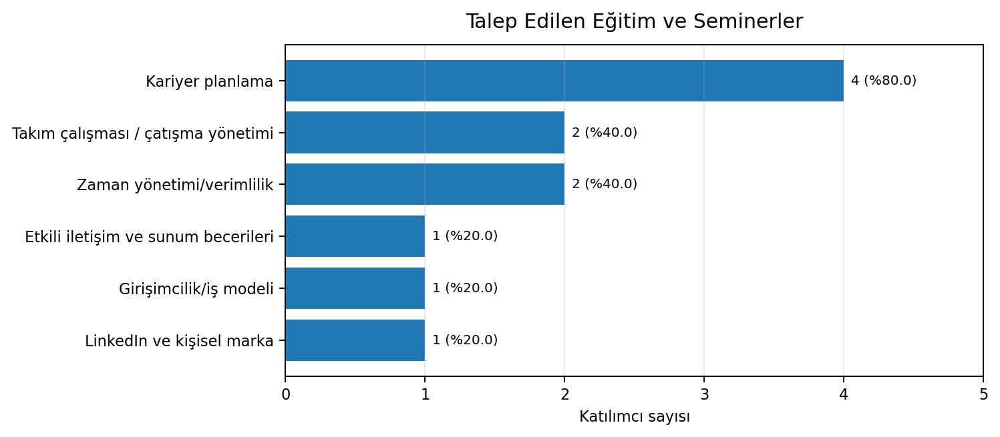 Talep Edilen Eğitim ve Seminerler
Kariyer planlama
4 (%80.0)
Takım çalışması / çatışma yönetimi
2 (%40.0)
Zaman yönetimi/verimlilik
2 (%40.0)
Etkili iletişim ve sunum becerileri
1 (%20.0)
Girişimcilik/iş modeli
1 (%20.0)
LinkedIn ve kişisel marka
1 (%20.0)
0 1 2 3 4 5
Katılımcı sayısı